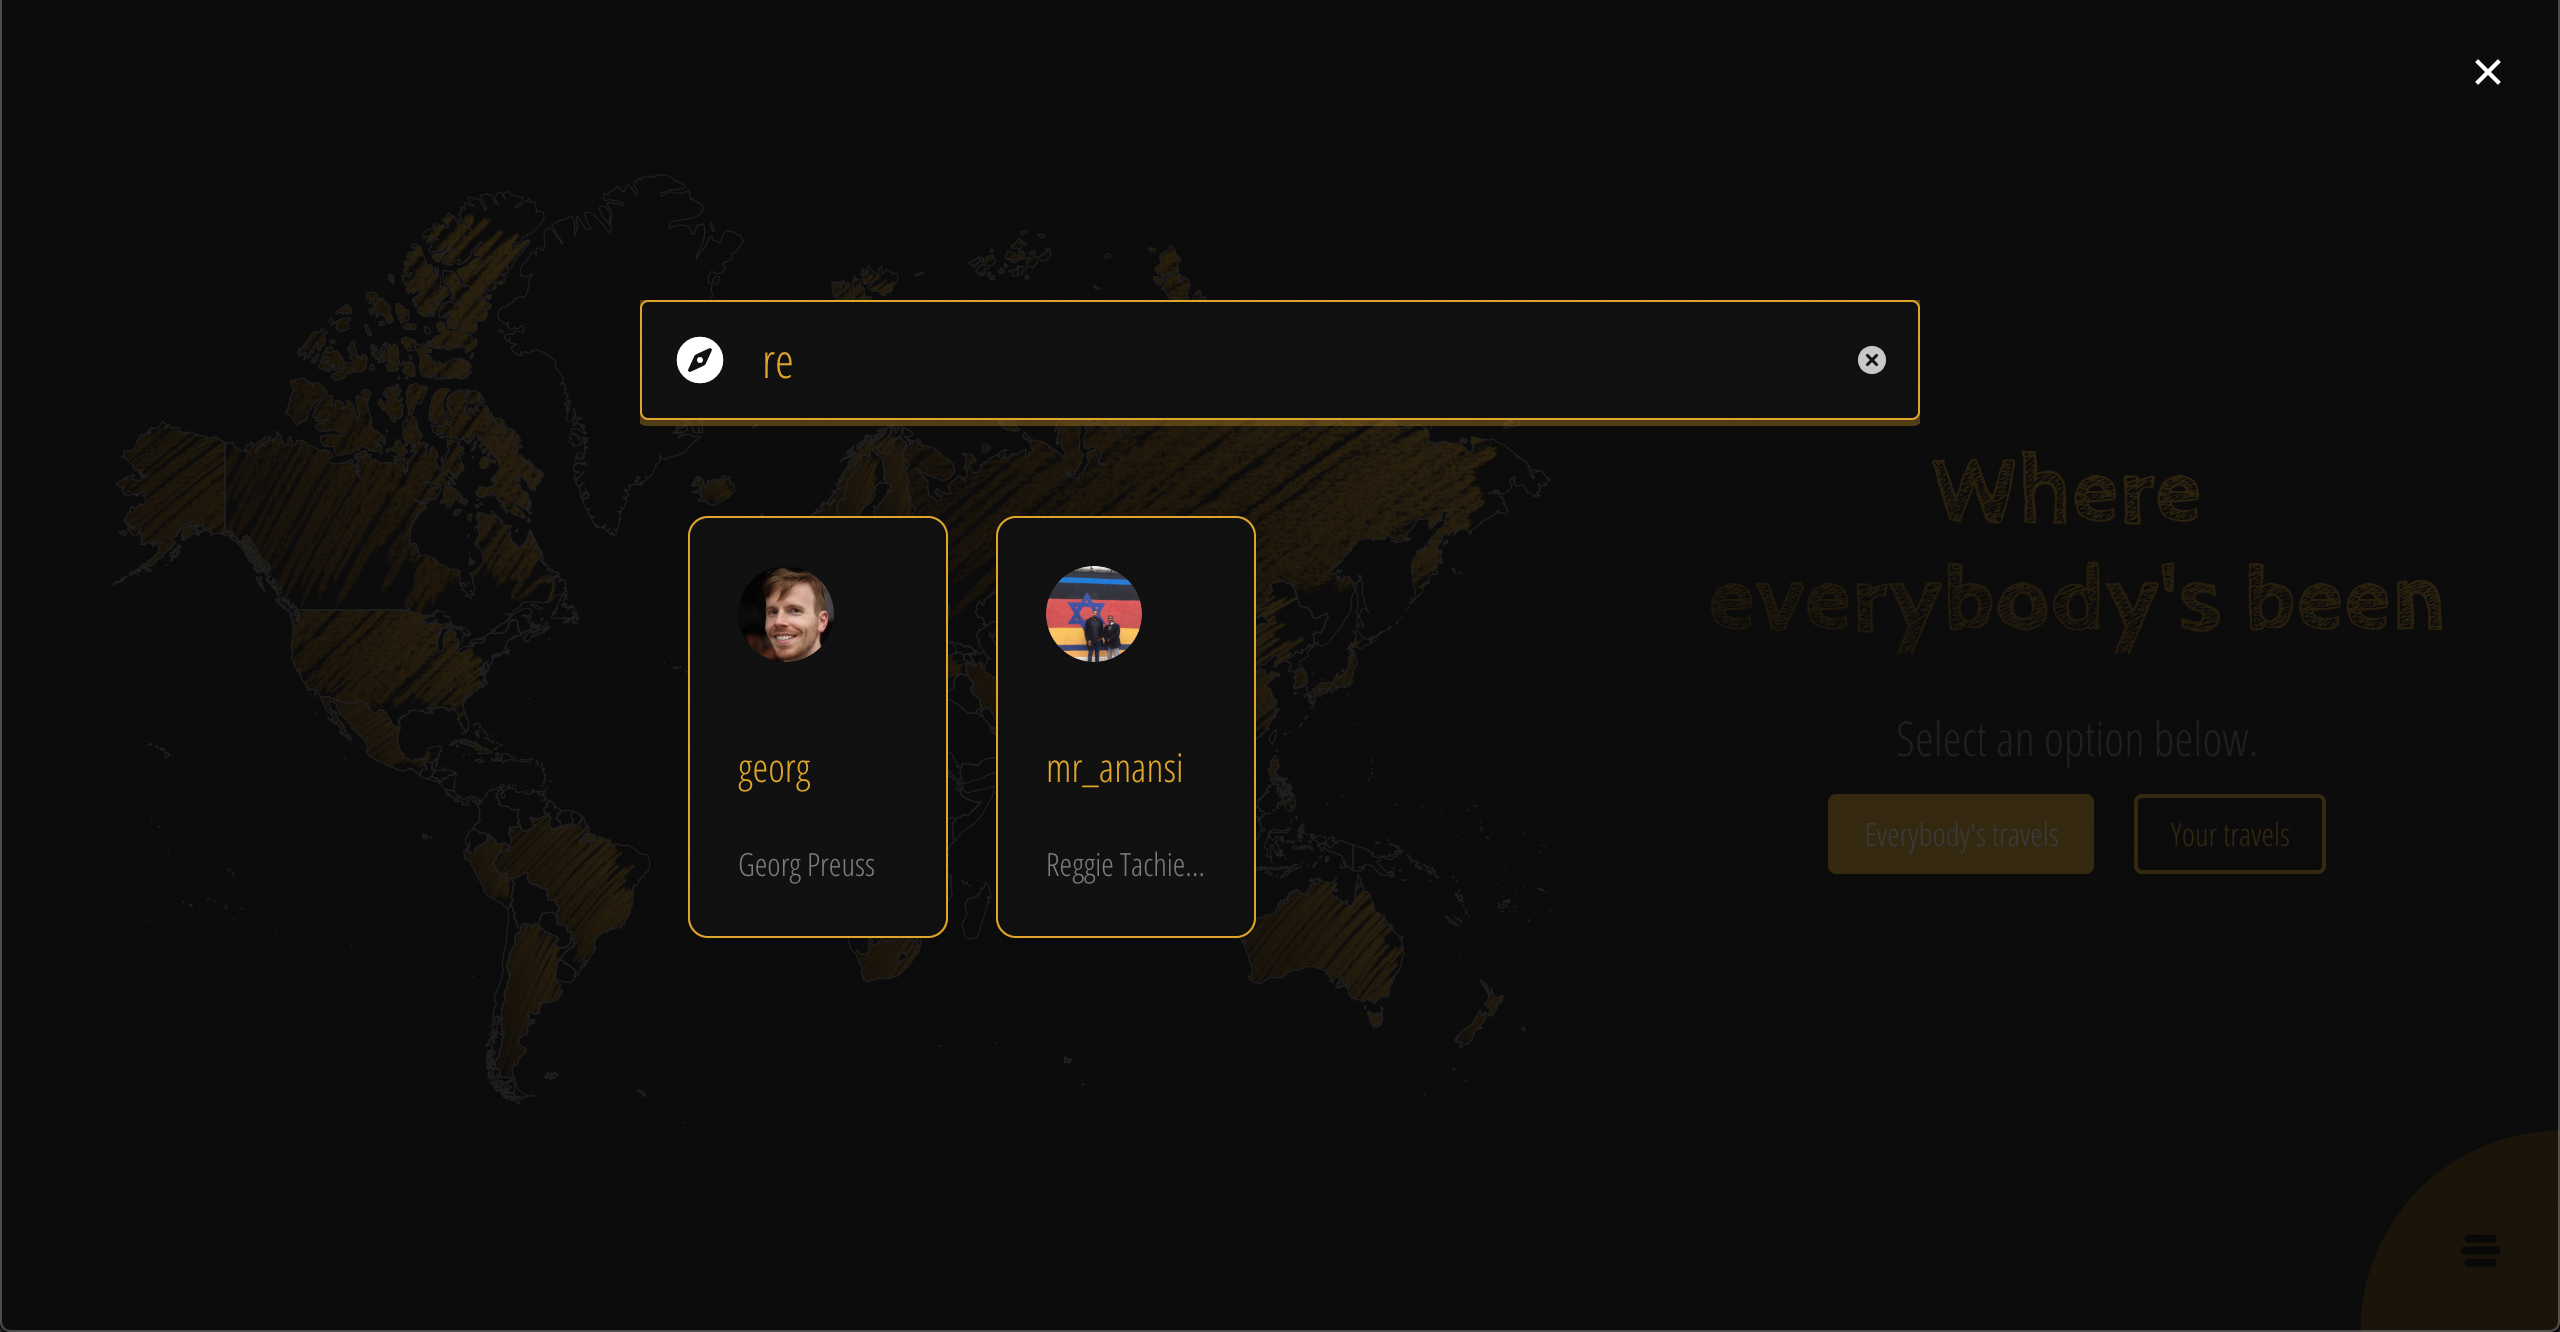 re
georg
Georg Preuss
mr_anansi
Reggie Tachie...
Where
everybody's been
Select an option below.
Everybody's travels
Your travels